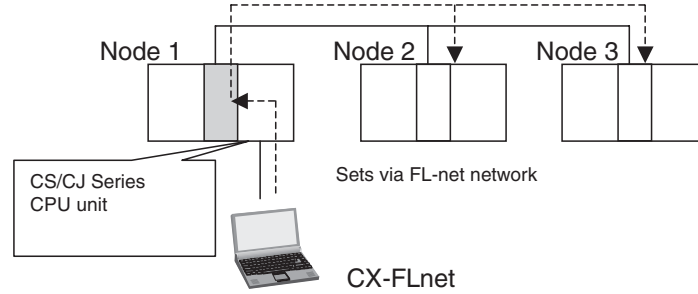 Node 1
Node 2
Node 3
CS/CJ Series
CPU unit
Sets via FL-net network
CX-FLnet